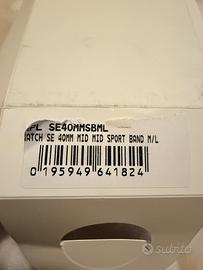 PL SE40MMSBML
ATCH SE 40MM MID MID SPORT BAND M/L
0 195949 641824
subito